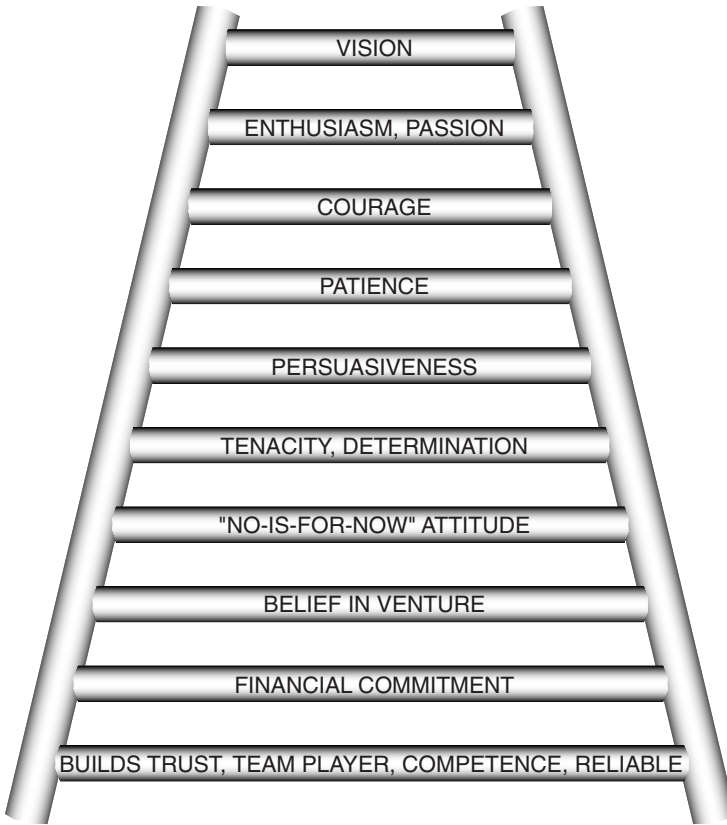 VISION
ENTHUSIASM, PASSION
COURAGE
PATIENCE
PERSUASIVENESS
TENACITY, DETERMINATION
"NO-IS-FOR-NOW" ATTITUDE
BELIEF IN VENTURE
FINANCIAL COMMITMENT
BUILDS TRUST, TEAM PLAYER, COMPETENCE, RELIABLE